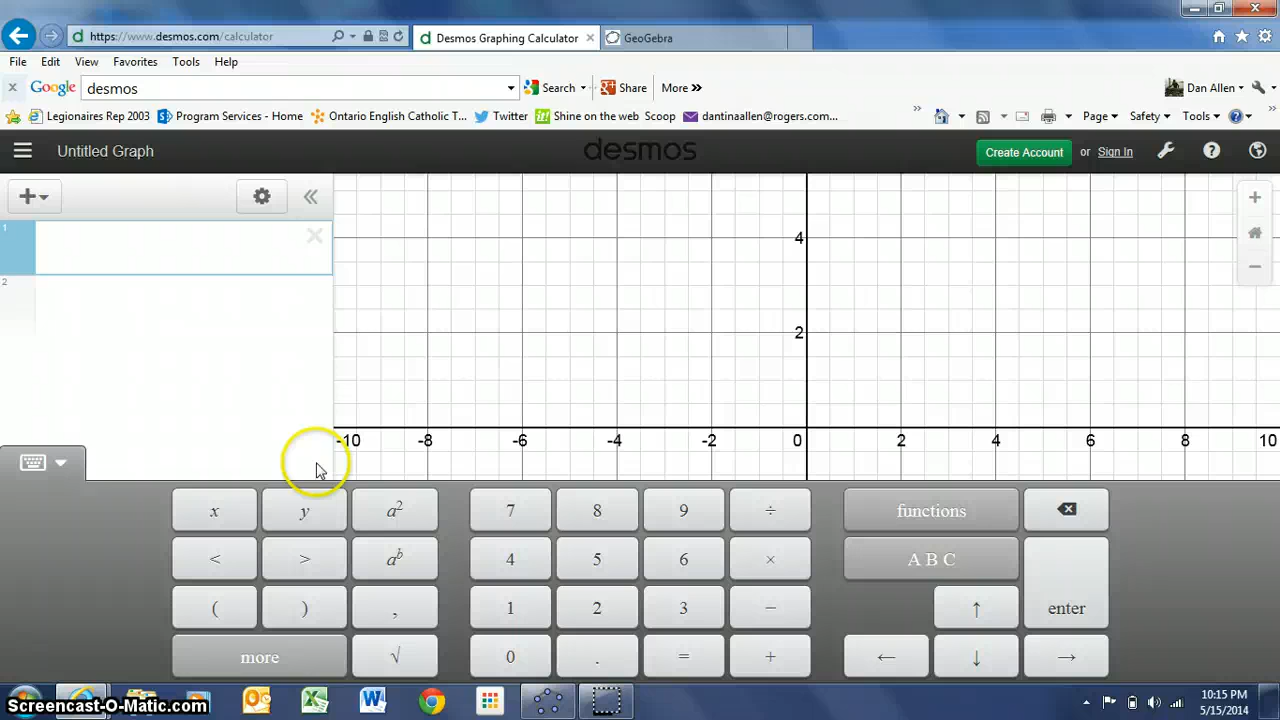 https://www.desmos.com/calculator
d Desmos Graphing Calculator
GeoGebra
File Edit View Favorites Tools Help
x Google desmos Search Share More » Dan Allen
Legionaires Rep 2003 Program Services - Home Ontario English Catholic T... Twitter it! Shine on the web Scoop dantinaallen@rogers.com... » Page Safety Tools »
Untitled Graph desmos Create Account or Sign In
1
2
4
2
-10 -8 -6 -4 -2 0 2 4 6 8 10
x y a² 7 8 9 ÷ functions
< > aᵇ 4 5 6 × A B C
( ) , 1 2 3 − ↑ enter
more √ 0 . = + ← ↓ →
Screencast-O-Matic.com
10:15 PM
5/15/2014